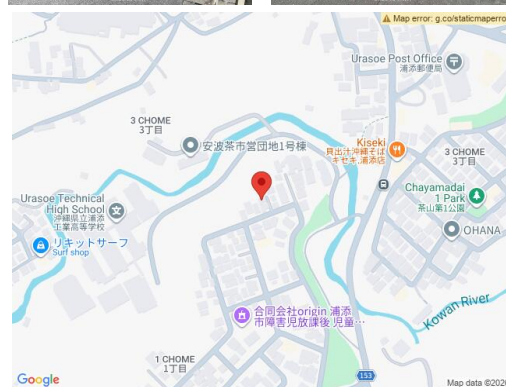 Map error: g.co/staticmaperro
Urasoe Post Office
浦添郵便局
3 CHOME
3丁目
安波茶市営団地1号棟
Kiseki
貝出汁沖縄そば
キセキ.浦添店
3 CHOME
3丁目
Urasoe Technical
High School
沖縄県立浦添
工業高等学校
Chayamadai
1 Park
茶山第1公園
リキットサーフ
Surf shop
OHANA
合同会社origin 浦添
市障害児放課後 児童…
Kowan River
1 CHOME
1丁目
153
Google
Map data ©2026